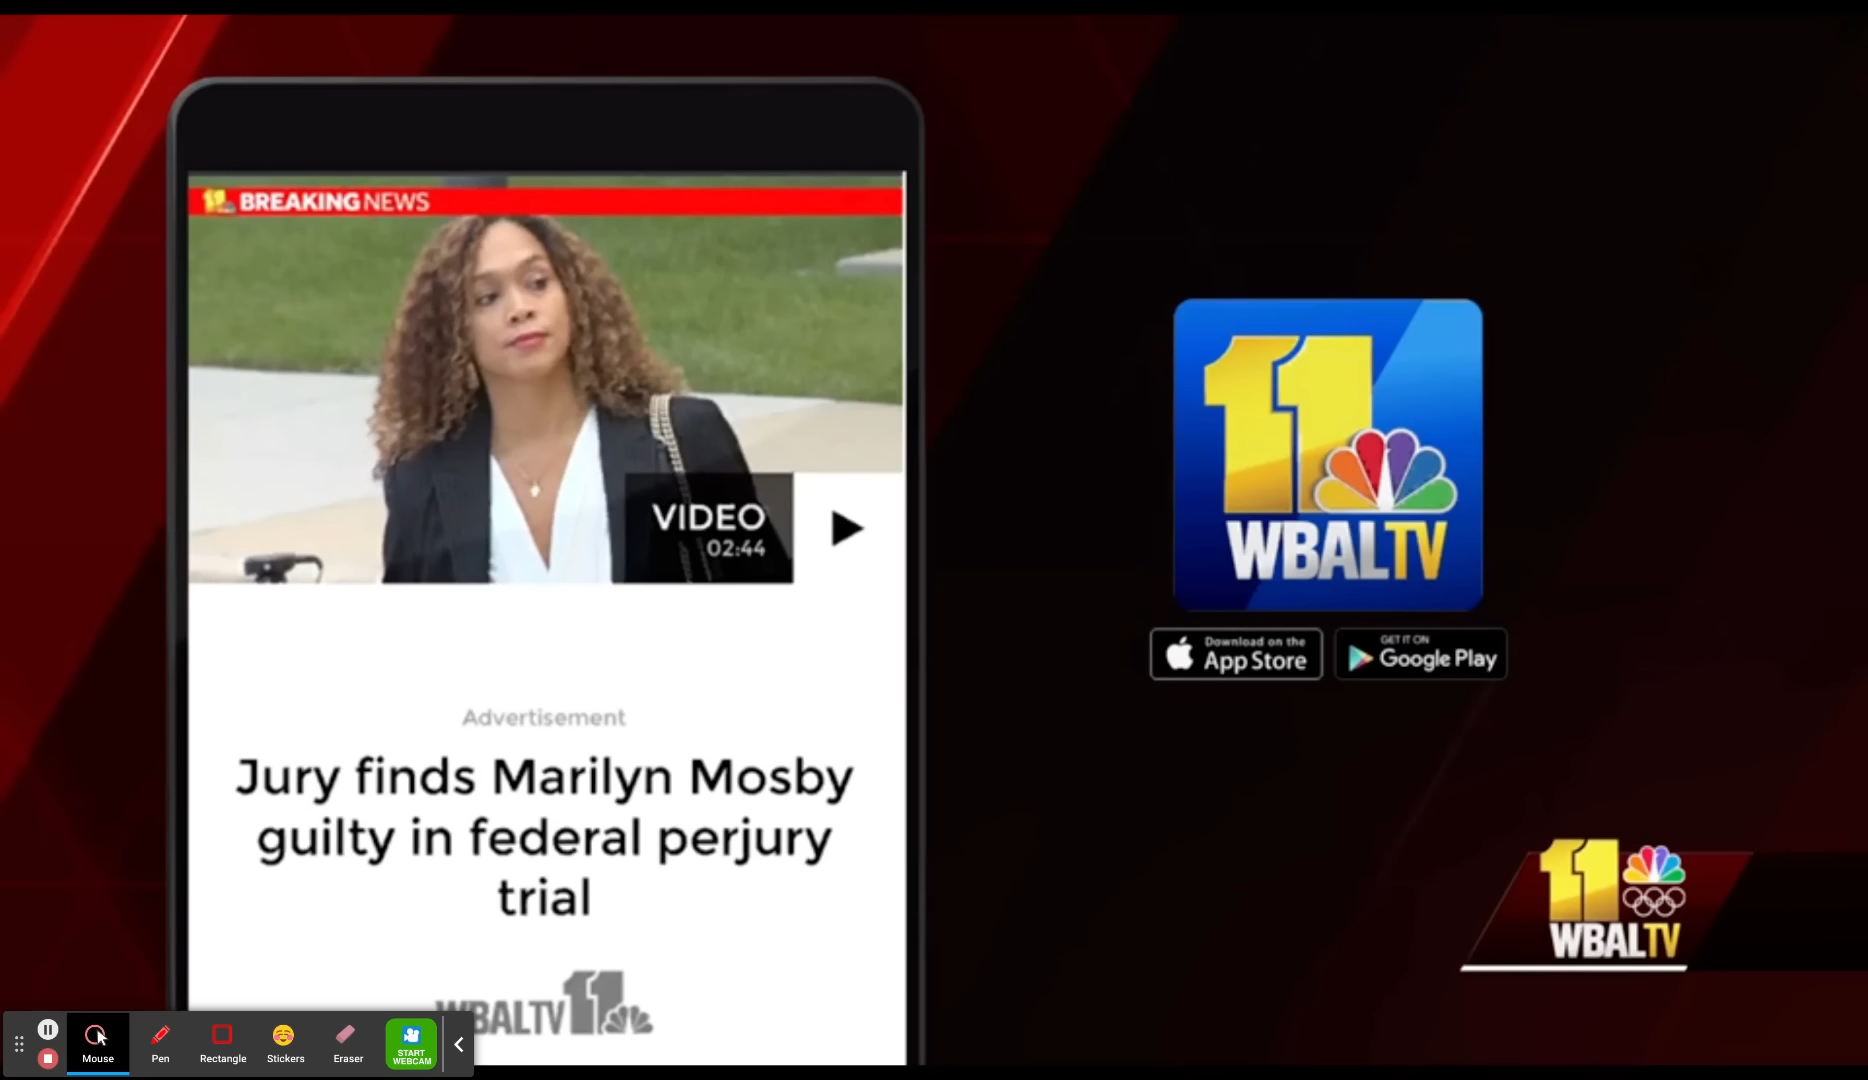 11 BREAKING NEWS
VIDEO
02:44
Advertisement
Jury finds Marilyn Mosby
guilty in federal perjury
trial
WBALTV 11
11
WBALTV
Download on the
App Store
GET IT ON
Google Play
11
WBALTV
Mouse
Pen
Rectangle
Stickers
Eraser
START
WEBCAM